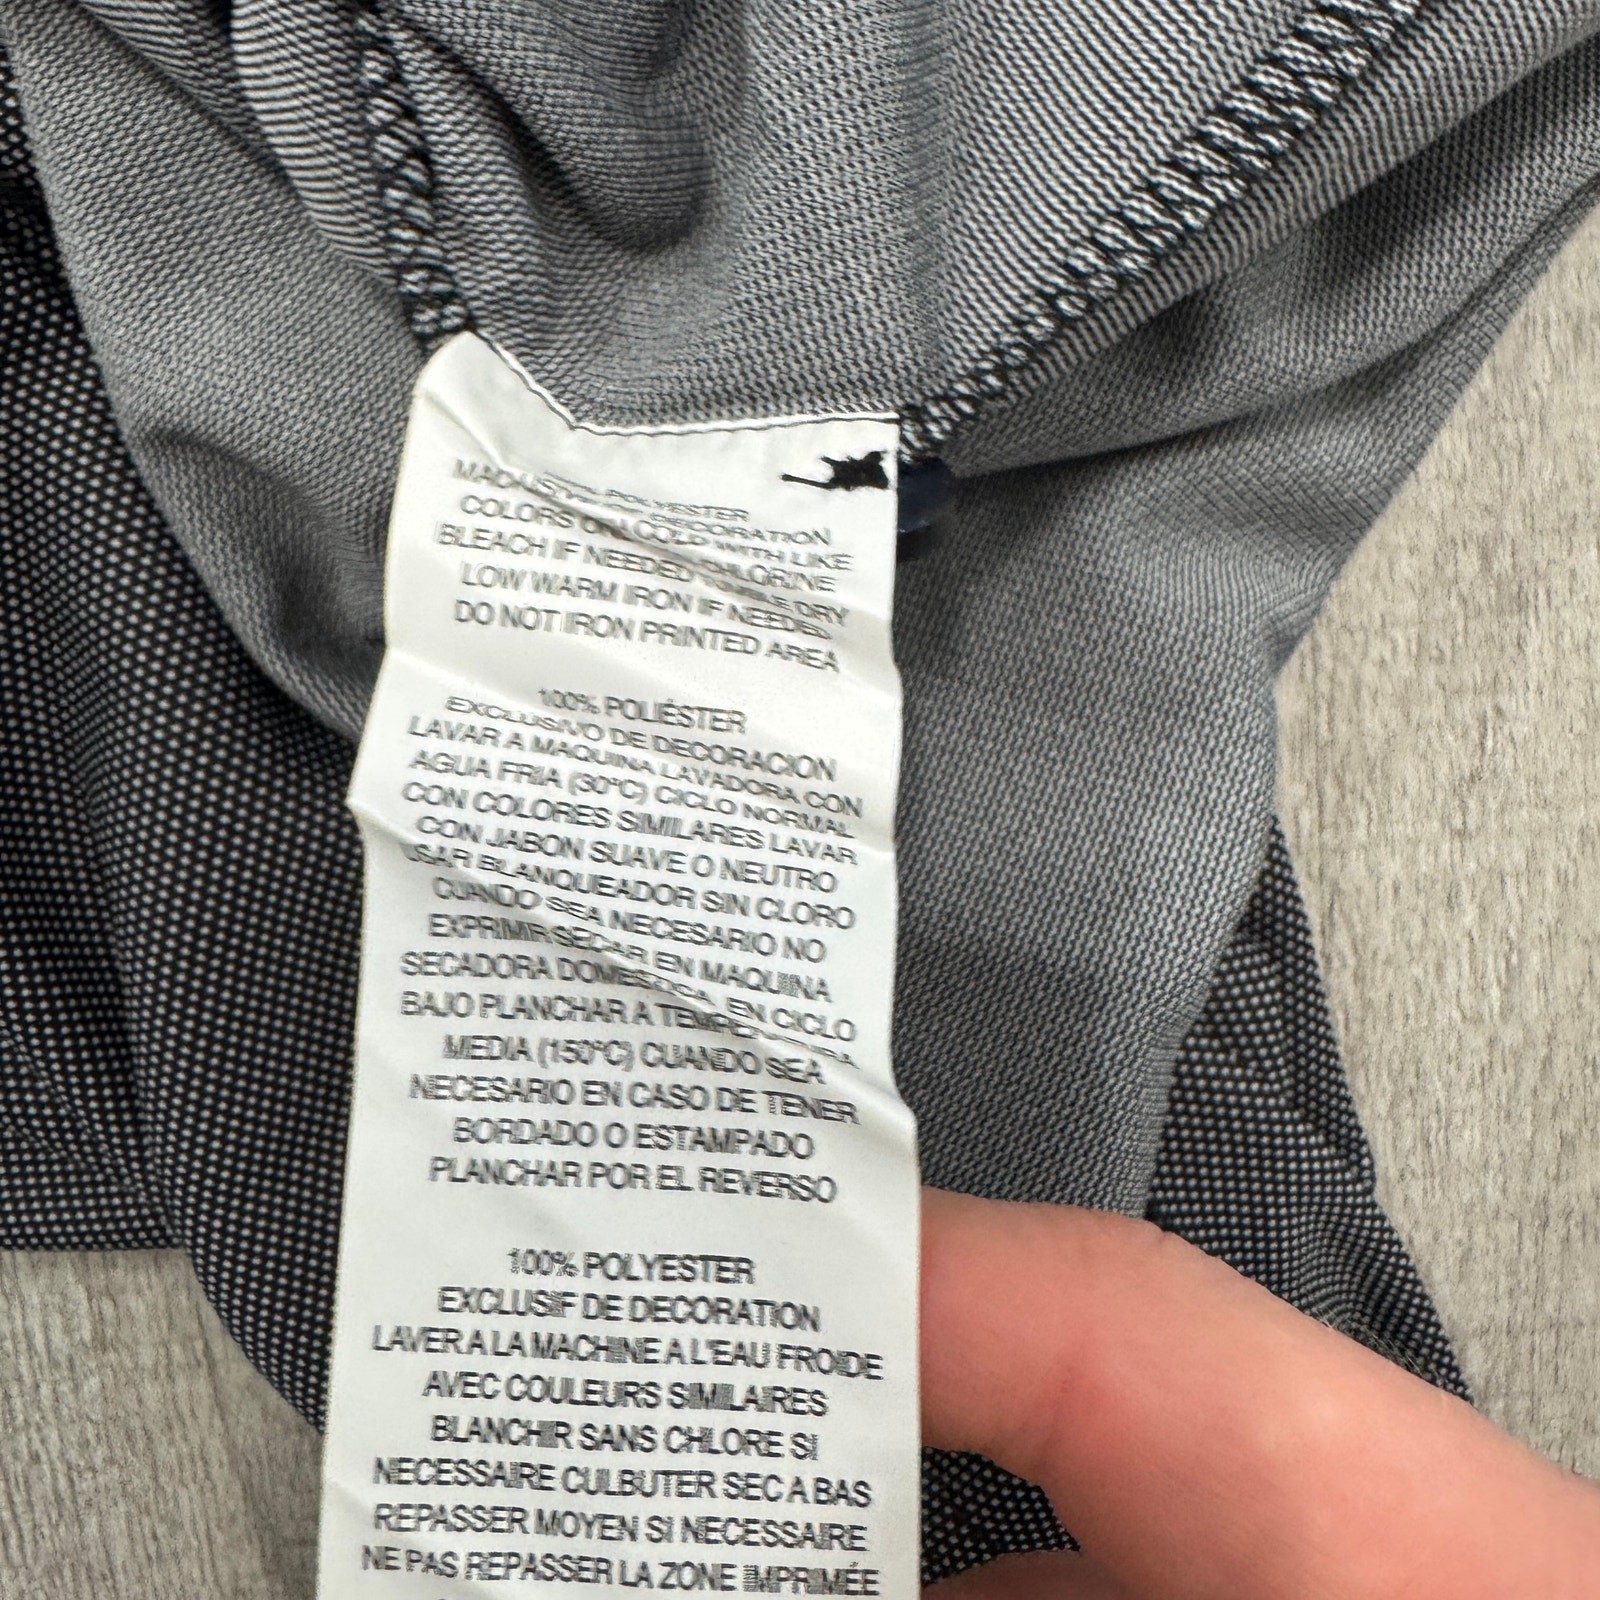 POLYESTER
DECORATION
COLORS COLD WITH LIKE
BLEACH IF NEEDED CHLORINE
DRY
LOW WARM IRON IF NEEDED
DO NOT IRON PRINTED AREA
100% POLIÉSTER
EXCLUSIVO DE DECORACION
LAVAR A MAQUINA LAVADORA CON
AGUA FRIA (30°C) CICLO NORMAL
CON COLORES SIMILARES LAVAR
CON JABON SUAVE O NEUTRO
USAR BLANQUEADOR SIN CLORO
CUANDO SEA NECESARIO NO
EXPRIMIR SECAR EN MAQUINA
SECADORA DOMESTICA, EN CICLO
BAJO PLANCHAR A TEMPERATURA
MEDIA (150°C) CUANDO SEA
NECESARIO EN CASO DE TENER
BORDADO O ESTAMPADO
PLANCHAR POR EL REVERSO
100% POLYESTER
EXCLUSIF DE DECORATION
LAVER A LA MACHINE A L'EAU FROIDE
AVEC COULEURS SIMILAIRES
BLANCHIR SANS CHLORE SI
NECESSAIRE CULBUTER SEC A BAS
REPASSER MOYEN SI NECESSAIRE
NE PAS REPASSER LA ZONE IMPRIMÉE